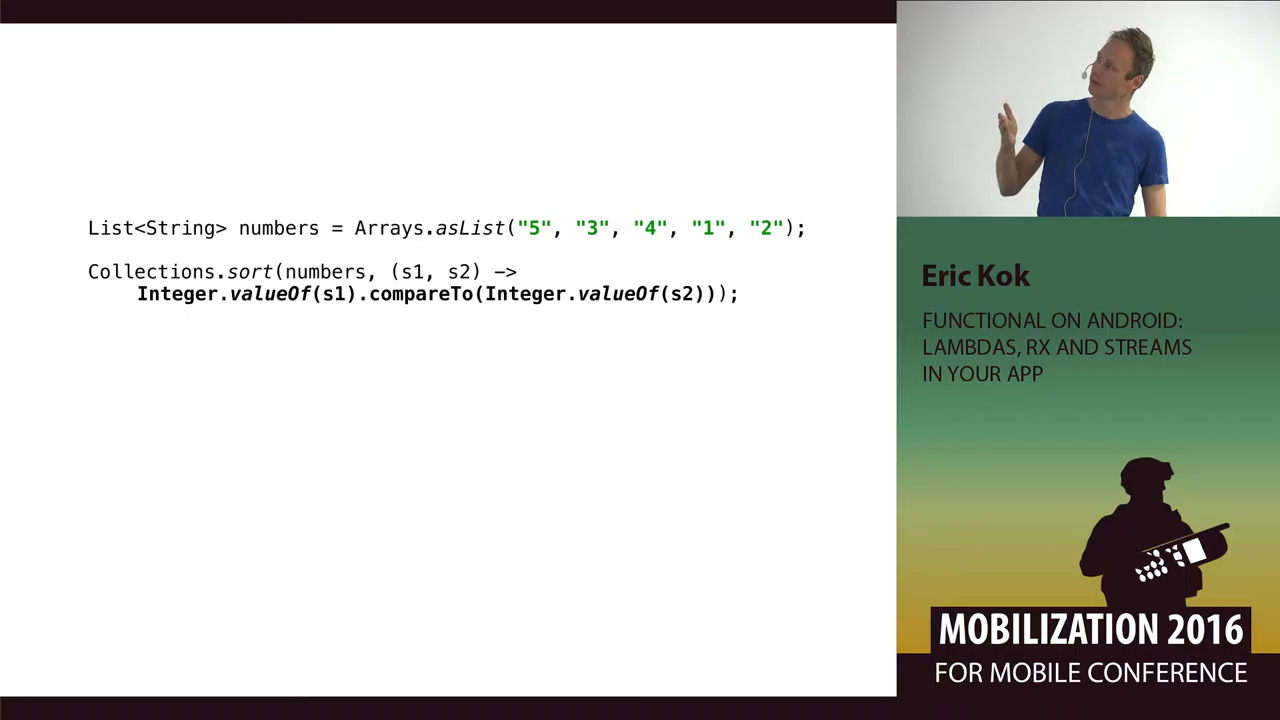 List<String> numbers = Arrays.asList("5", "3", "4", "1", "2");
Collections.sort(numbers, (s1, s2) ->
Integer.valueOf(s1).compareTo(Integer.valueOf(s2)));
Eric Kok
FUNCTIONAL ON ANDROID:
LAMBDAS, RX AND STREAMS
IN YOUR APP
MOBILIZATION 2016
FOR MOBILE CONFERENCE